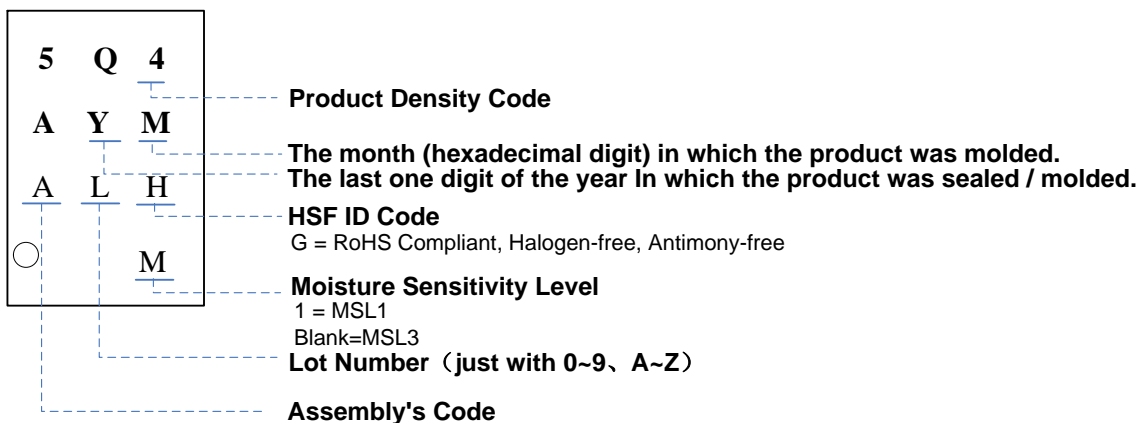 5 Q 4
A Y M
A L H
M
Product Density Code
The month (hexadecimal digit) in which the product was molded.
The last one digit of the year In which the product was sealed / molded.
HSF ID Code
G = RoHS Compliant, Halogen-free, Antimony-free
Moisture Sensitivity Level
1 = MSL1
Blank=MSL3
Lot Number（just with 0~9、A~Z）
Assembly's Code